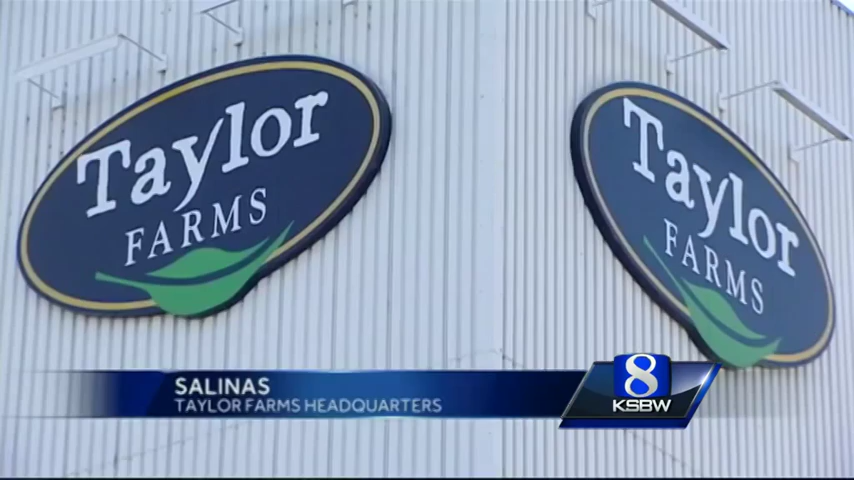 Taylor
FARMS
Taylor
FARMS
SALINAS
TAYLOR FARMS HEADQUARTERS
8
KSBW